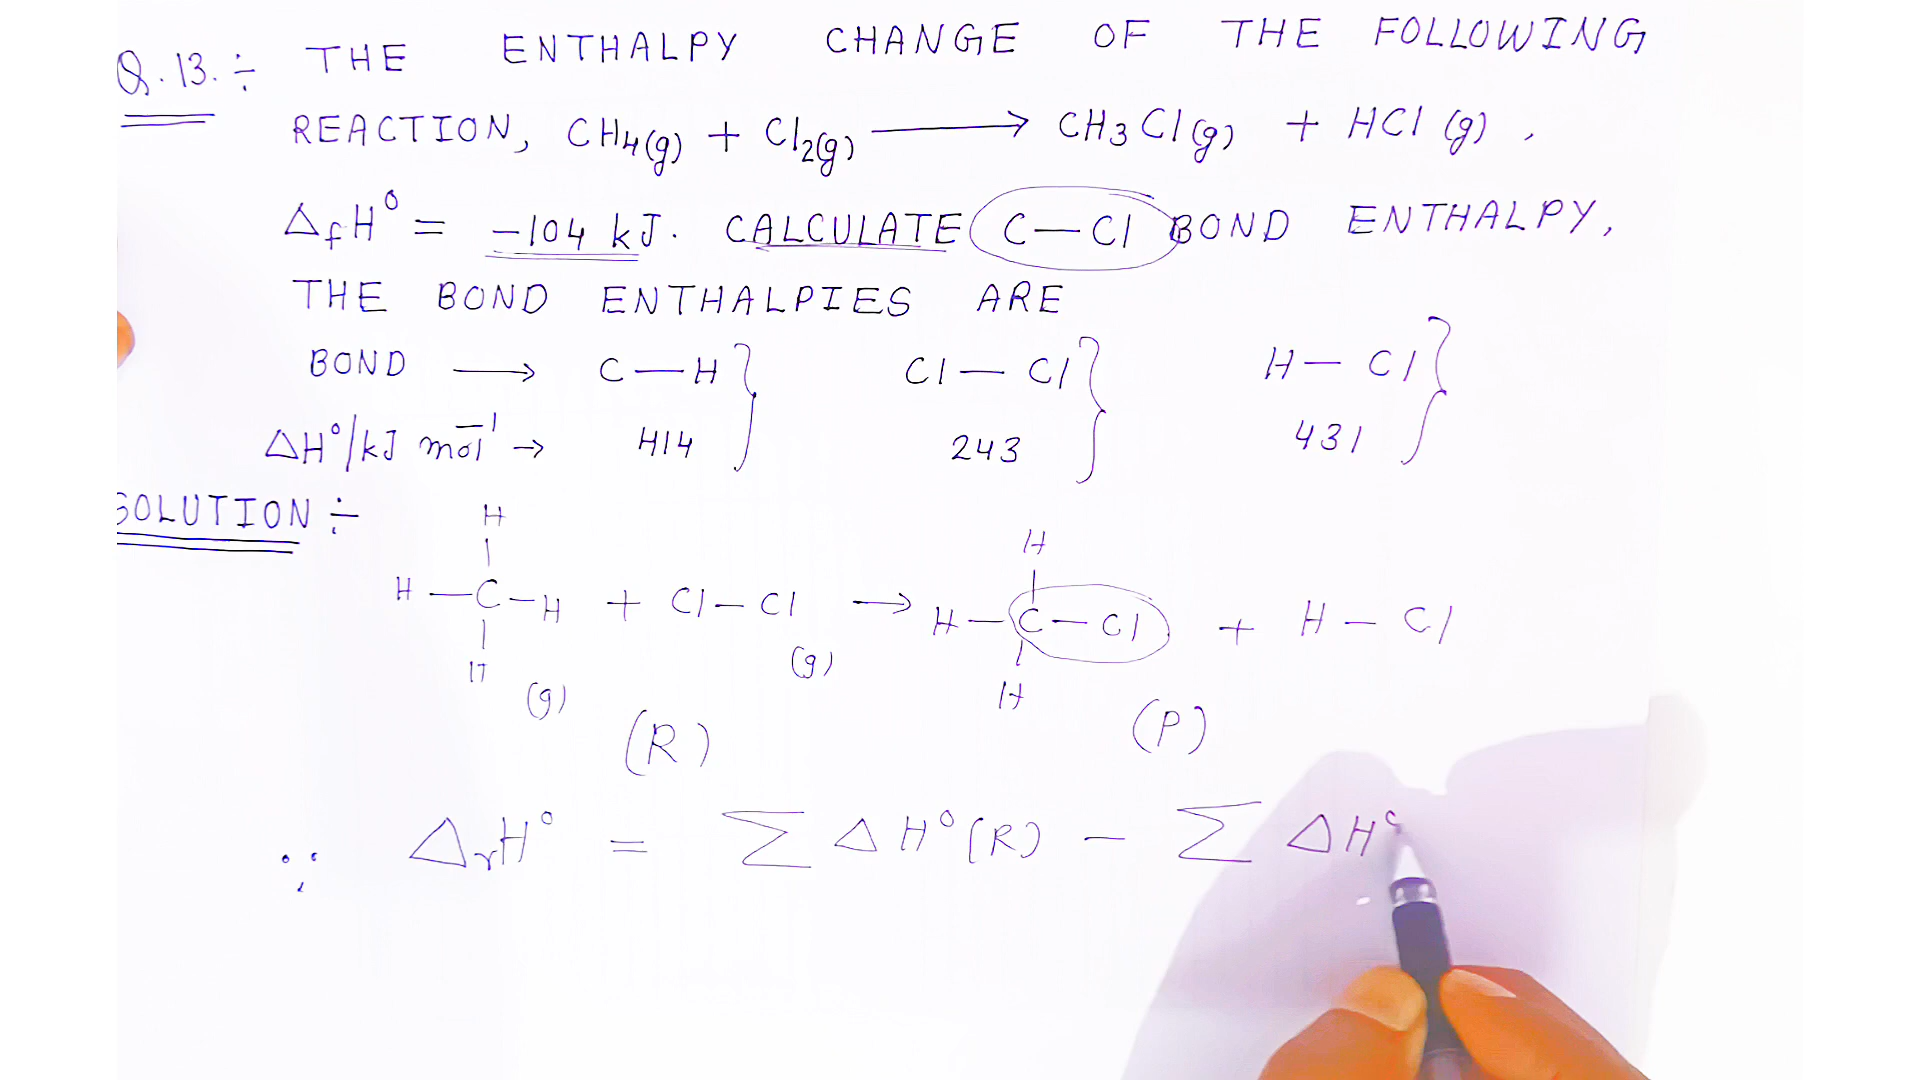 Q.13.÷ THE ENTHALPY CHANGE OF THE FOLLOWING
REACTION, CH4(g) + Cl2(g) ⟶ CH3Cl(g) + HCl (g) ,
ΔfH° = -104 kJ. CALCULATE C—Cl BOND ENTHALPY,
THE BOND ENTHALPIES ARE
BOND ⟶ C—H} Cl—Cl} H—Cl}
ΔH°/kJ mol⁻¹ → 414 243 431
SOLUTION ÷
H H
H—C—H + Cl—Cl → H—C—Cl + H—Cl
(g)
H H
(g)
(R) (P)
∵ ΔrH° = ∑ΔH°(R) - ∑ΔH°